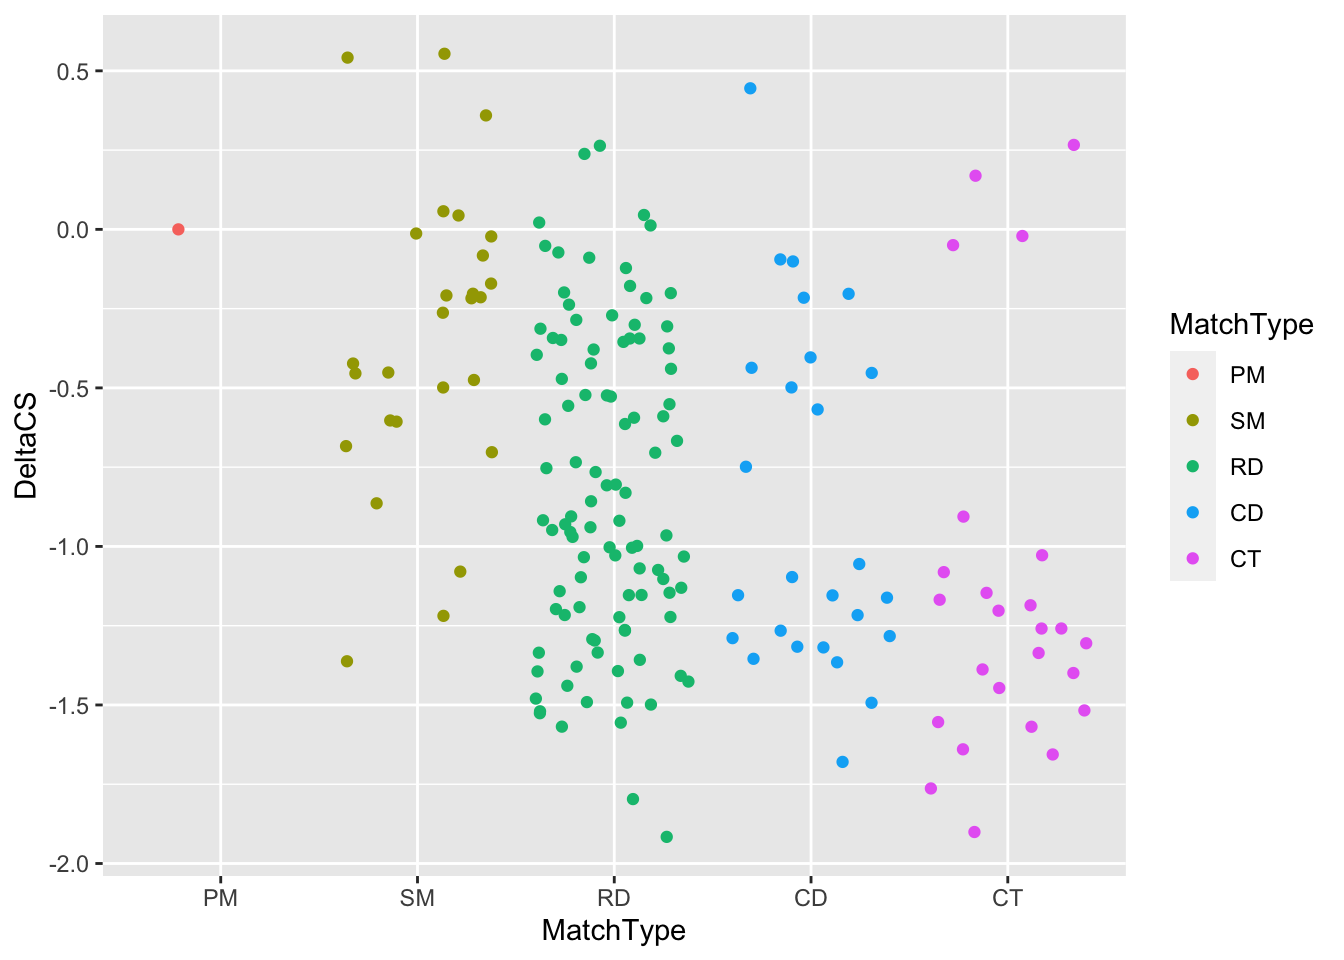 DeltaCS
0.5
0.0
-0.5
-1.0
-1.5
-2.0
PM SM RD CD CT
MatchType
MatchType
PM
SM
RD
CD
CT